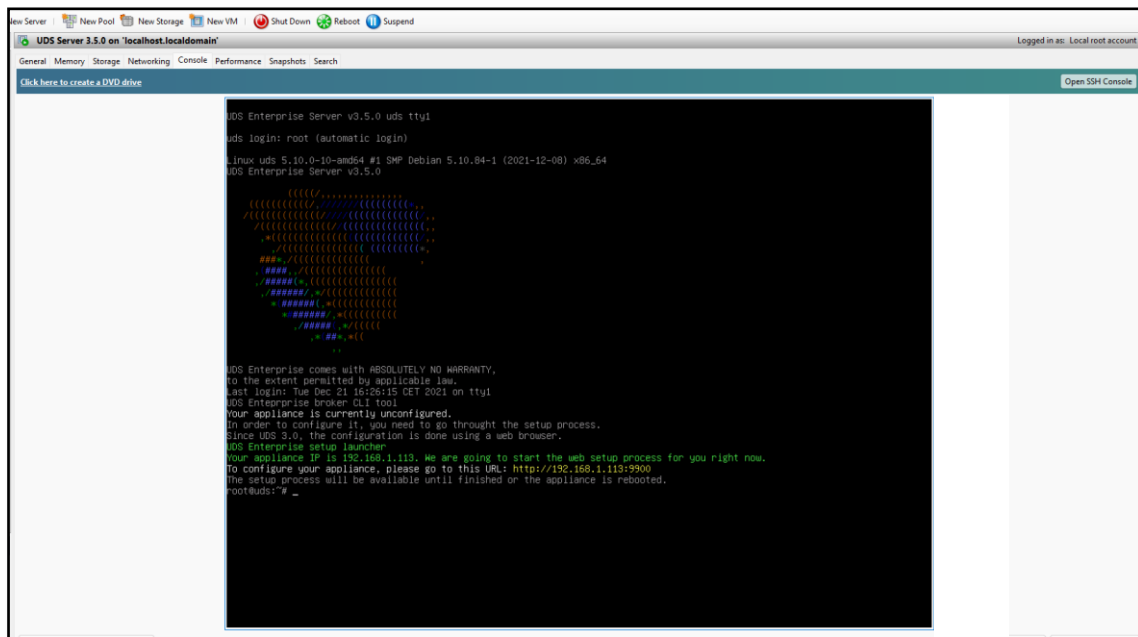 New Server New Pool New Storage New VM Shut Down Reboot Suspend
UDS Server 3.5.0 on 'localhost.localdomain' Logged in as: Local root account
General Memory Storage Networking Console Performance Snapshots Search
Click here to create a DVD drive Open SSH Console
UDS Enterprise Server v3.5.0 uds tty1
uds login: root (automatic login)
Linux uds 5.10.0-10-amd64 #1 SMP Debian 5.10.84-1 (2021-12-08) x86_64
UDS Enterprise Server v3.5.0
UDS Enterprise comes with ABSOLUTELY NO WARRANTY,
to the extent permitted by applicable law.
Last login: Tue Dec 21 16:26:15 CET 2021 on tty1
UDS Enteprprise broker CLI tool
Your appliance is currently unconfigured.
In order to configure it, you need to go throught the setup process.
Since UDS 3.0, the configuration is done using a web browser.
UDS Enterprise setup launcher
Your appliance IP is 192.168.1.113. We are going to start the web setup process for you right now.
To configure your appliance, please go to this URL: http://192.168.1.113:9900
The setup process will be available until finished or the appliance is rebooted.
root@uds:~# _